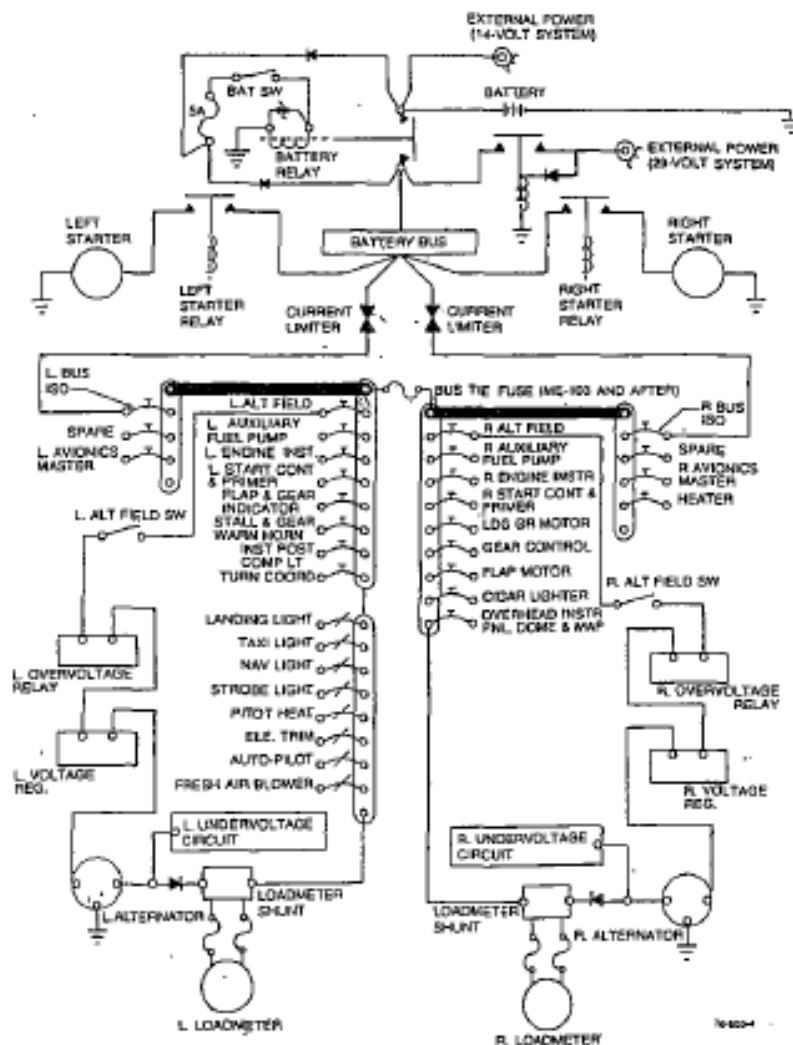 EXTERNAL POWER
(14-VOLT SYSTEM)
BAT SW
BATTERY
5A
BATTERY
RELAY
EXTERNAL POWER
(28-VOLT SYSTEM)
LEFT
STARTER
BATTERY BUS
RIGHT
STARTER
LEFT
STARTER
RELAY
RIGHT
STARTER
RELAY
CURRENT
LIMITER
CURRENT
LIMITER
L BUS
ISO
BUS TIE FUSE (ME-183 AND AFTER)
R BUS
ISO
SPARE
L AVIONICS
MASTER
L ALT FIELD
L AUXILIARY
FUEL PUMP
L ENGINE INST.
L START CONT
& PRIMER
FLAP & GEAR
INDICATOR
STALL & GEAR
WARN HORN
INST POST
COMP LT
TURN COORD
R ALT FIELD
R AUXILIARY
FUEL PUMP
R ENGINE INSTR
R START CONT &
PRIMER
LDG GR MOTOR
GEAR CONTROL
FLAP MOTOR
CIGAR LIGHTER
OVERHEAD INSTR
PNL DOME & MAP
SPARE
R AVIONICS
MASTER
HEATER
L. ALT FIELD SW
R. ALT FIELD SW
LANDING LIGHT
TAXI LIGHT
NAV LIGHT
STROBE LIGHT
PITOT HEAT
ELE. TRIM
AUTO-PILOT
FRESH AIR BLOWER
L. OVERVOLTAGE
RELAY
R. OVERVOLTAGE
RELAY
L. VOLTAGE
REG.
R. VOLTAGE
REG.
L. UNDERVOLTAGE
CIRCUIT
R. UNDERVOLTAGE
CIRCUIT
L. ALTERNATOR
LOADMETER
SHUNT
LOADMETER
SHUNT
R. ALTERNATOR
L. LOADMETER
R. LOADMETER